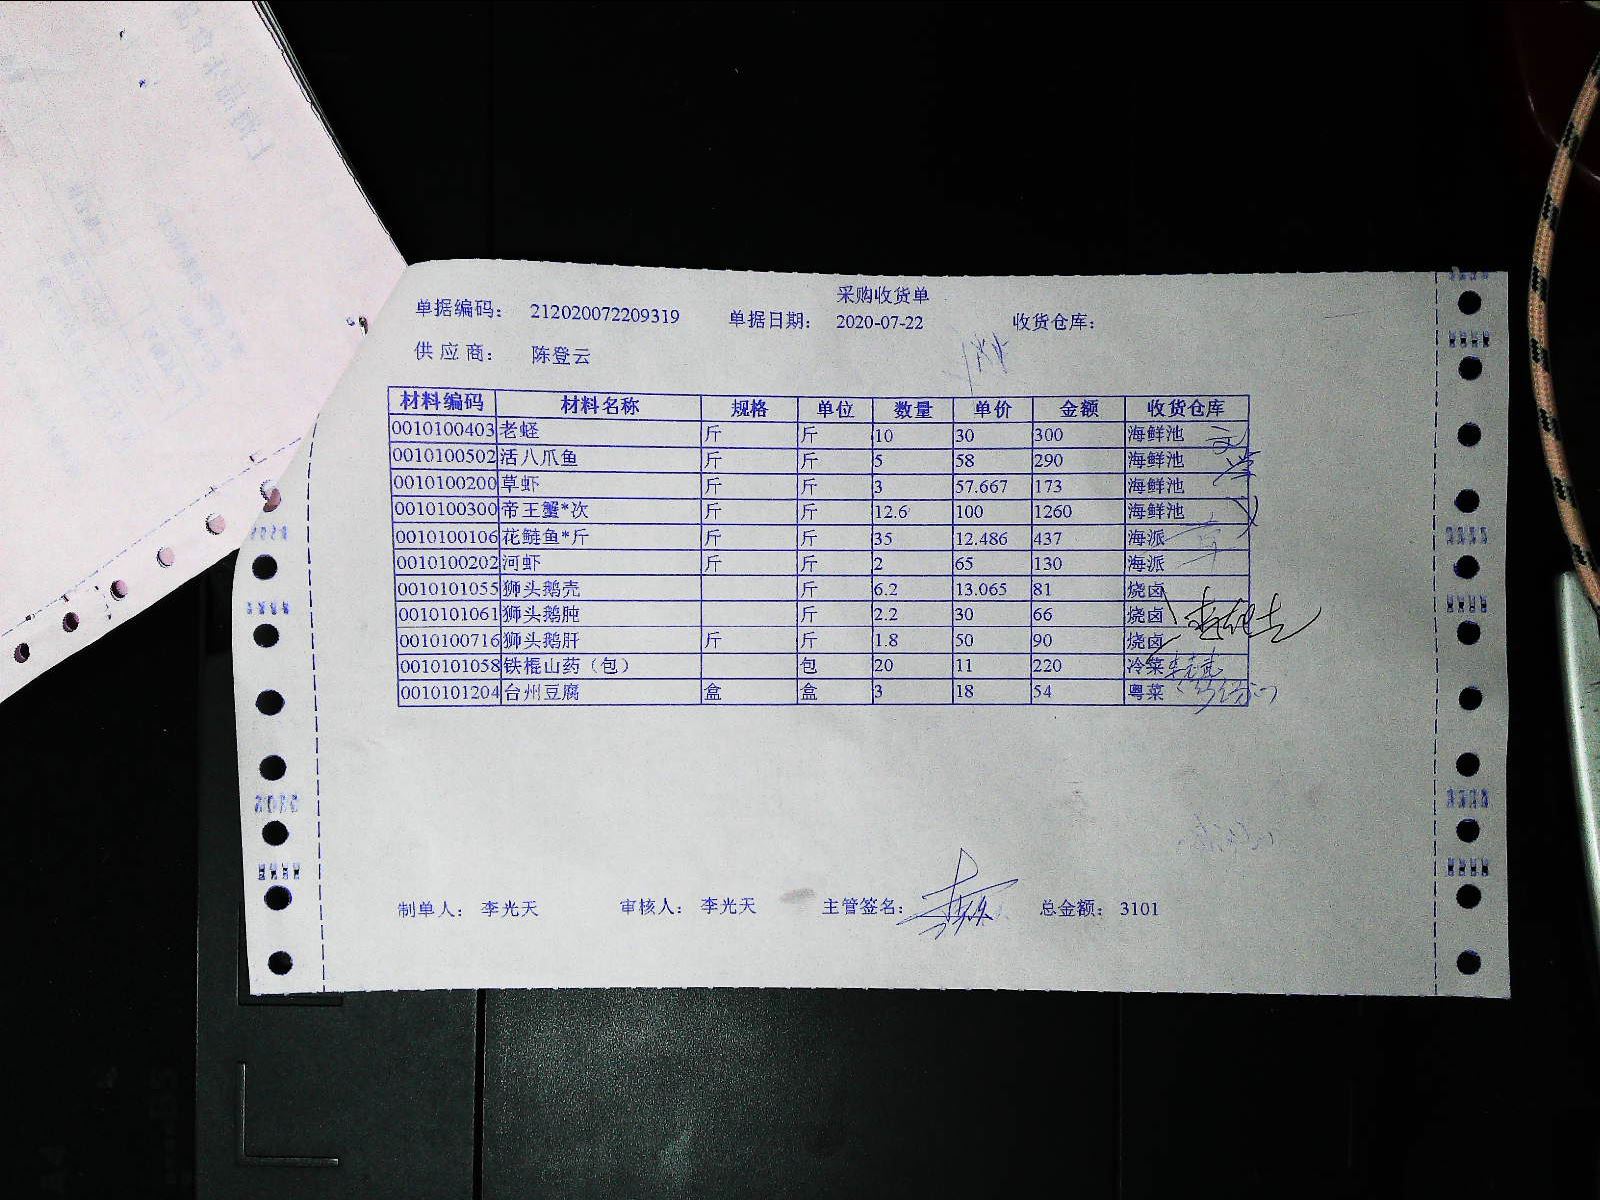 采购收货单
单据编码: 212020072209319 单据日期: 2020-07-22 收货仓库:
供应商: 陈登云
材料编码 材料名称 规格 单位 数量 单价 金额 收货仓库
0010100403 老蛏 斤 斤 10 30 300 海鲜池
0010100502 活八爪鱼 斤 斤 5 58 290 海鲜池
0010100200 草虾 斤 斤 3 57.667 173 海鲜池
0010100300 帝王蟹*次 斤 斤 12.6 100 1260 海鲜池
0010100106 花鲢鱼*斤 斤 斤 35 12.486 437 海派
0010100202 河虾 斤 斤 2 65 130 海派
0010101055 狮头鹅壳 斤 6.2 13.065 81 烧卤
0010101061 狮头鹅肫 斤 2.2 30 66 烧卤
0010100716 狮头鹅肝 斤 斤 1.8 50 90 烧卤
0010101058 铁棍山药（包） 包 20 11 220 冷菜
0010101204 台州豆腐 盒 盒 3 18 54 粤菜
制单人: 李光天 审核人: 李光天 主管签名: 总金额: 3101